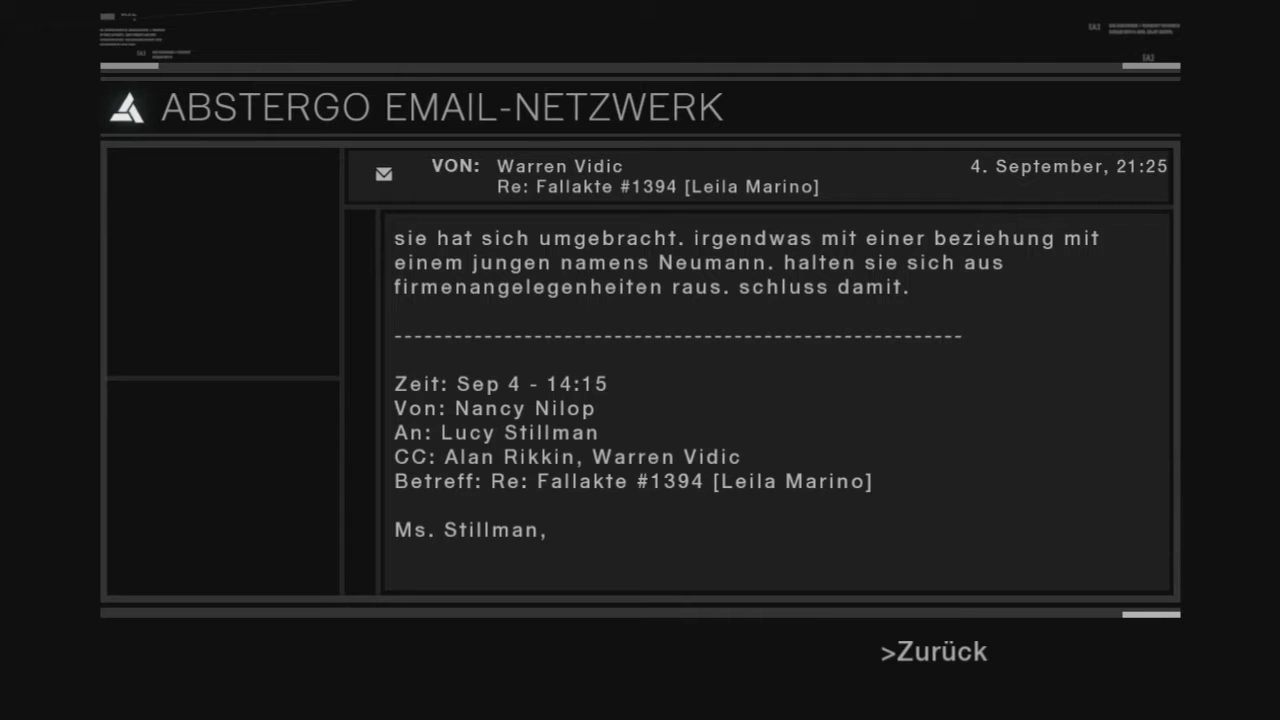 ABSTERGO EMAIL-NETZWERK
VON: Warren Vidic 4. September, 21:25
Re: Fallakte #1394 [Leila Marino]
sie hat sich umgebracht. irgendwas mit einer beziehung mit
einem jungen namens Neumann. halten sie sich aus
firmenangelegenheiten raus. schluss damit.
-------------------------------------------------------
Zeit: Sep 4 - 14:15
Von: Nancy Nilop
An: Lucy Stillman
CC: Alan Rikkin, Warren Vidic
Betreff: Re: Fallakte #1394 [Leila Marino]
Ms. Stillman,
>Zurück